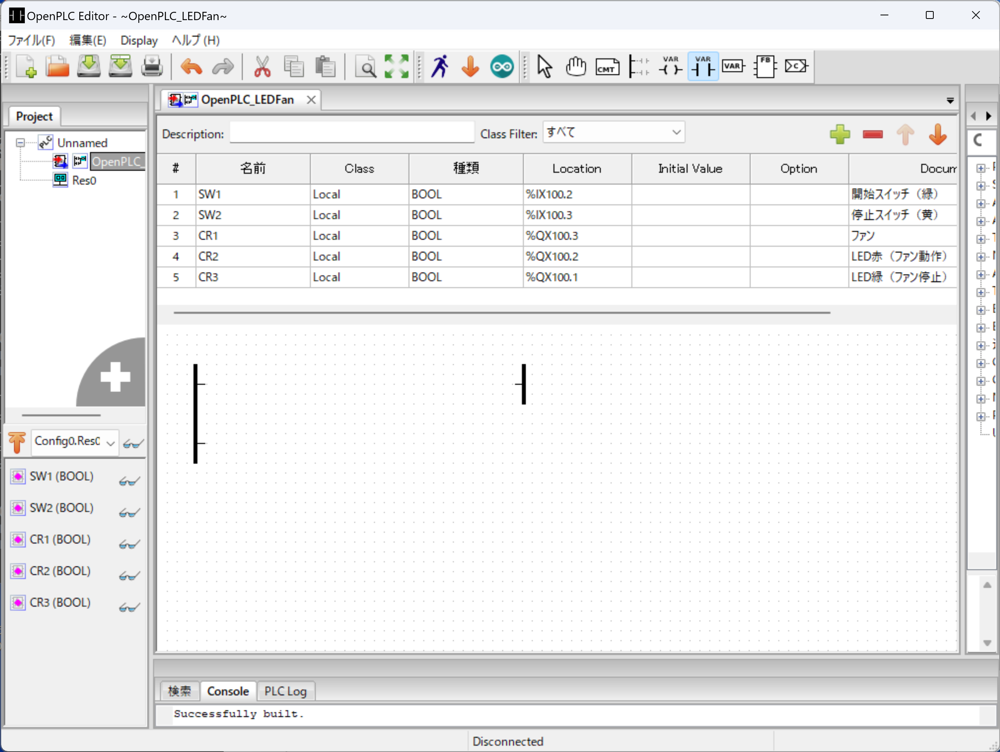 OpenPLC Editor - ~OpenPLC_LEDFan~
ファイル(F) 編集(E) Display ヘルプ (H)
CMT VAR VAR VAR FB C
OpenPLC_LEDFan
Project
Description: Class Filter: すべて
Unnamed
OpenPLC_
Res0
# 名前 Class 種類 Location Initial Value Option Docum
1 SW1 Local BOOL %IX100.2 開始スイッチ（緑）
2 SW2 Local BOOL %IX100.3 停止スイッチ（黄）
3 CR1 Local BOOL %QX100.3 ファン
4 CR2 Local BOOL %QX100.2 LED赤（ファン動作）
5 CR3 Local BOOL %QX100.1 LED緑（ファン停止）
Config0.Res0
SW1 (BOOL)
SW2 (BOOL)
CR1 (BOOL)
CR2 (BOOL)
CR3 (BOOL)
検索 Console PLC Log
Successfully built.
Disconnected